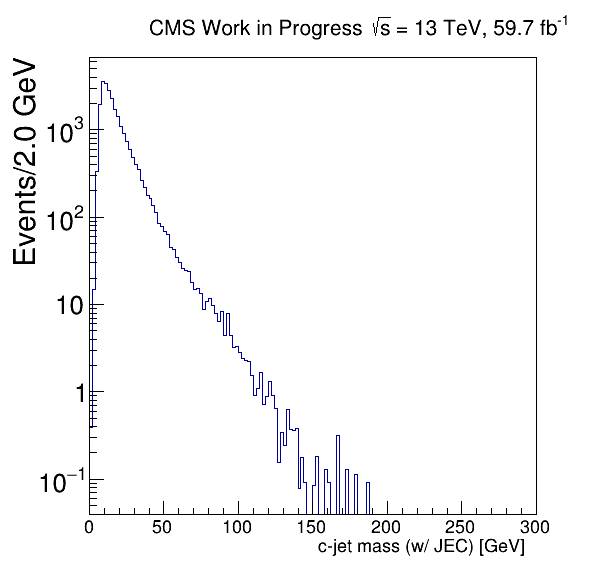 CMS Work in Progress √s = 13 TeV, 59.7 fb⁻¹
Events/2.0 GeV
10³
10²
10
1
10⁻¹
0 50 100 150 200 250 300
c-jet mass (w/ JEC) [GeV]